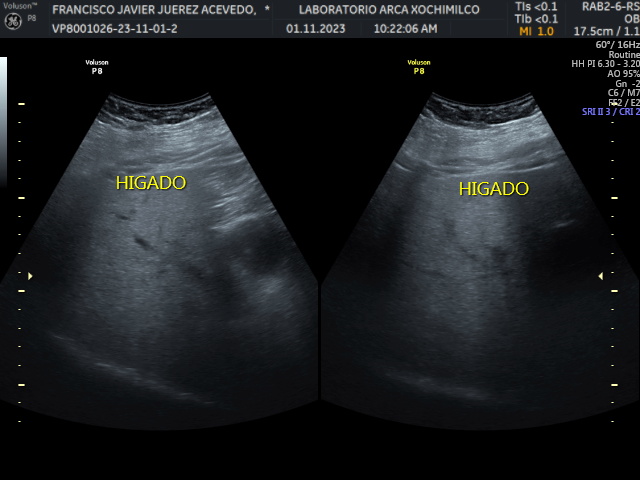 Voluson™
P8
FRANCISCO JAVIER JUEREZ ACEVEDO, *
LABORATORIO ARCA XOCHIMILCO
TIs <0.1
RAB2-6-RS
VP8001026-23-11-01-2
01.11.2023
10:22:06 AM
TIb <0.1
OB
MI 1.0
17.5cm / 1.1
60°/ 16Hz
Routine
HH PI 6.30 - 3.20
AO 95%
Gn -2
C6 / M7
FF2 / E2
SRI II 3 / CRI 2
Voluson
P8
Voluson
P8
HIGADO
HIGADO